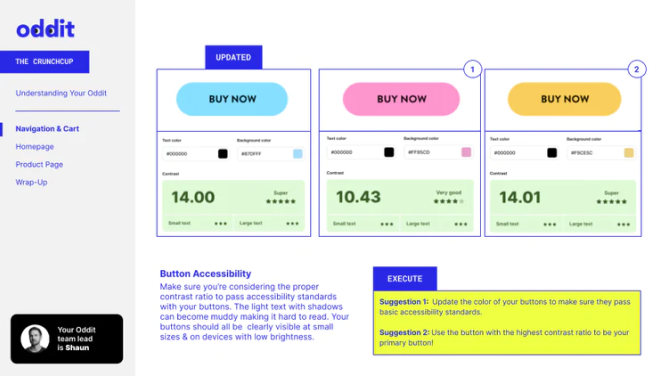 oddit
THE CRUNCHCUP
Understanding Your Oddit
Navigation & Cart
Homepage
Product Page
Wrap-Up
Your Oddit
team lead
is Shaun
UPDATED
BUY NOW
Text color
Background color
#000000
#87DFFF
Contrast
14.00
Super
★★★★★
Small text ★★★
Large text ★★★
1
BUY NOW
Text color
Background color
#000000
#FF95CD
Contrast
10.43
Very good
★★★★☆
Small text ★★★
Large text ★★★
2
BUY NOW
Text color
Background color
#000000
Contrast
14.01
Super
★★★★★
Small text ★★★
Large text ★★★
Button Accessibility
Make sure you're considering the proper
contrast ratio to pass accessibility standards
with your buttons. The light text with shadows
can become muddy making it hard to read. Your
buttons should all be clearly visible at small
sizes & on devices with low brightness.
EXECUTE
Suggestion 1: Update the color of your buttons to make sure they pass
basic accessibility standards.
Suggestion 2: Use the button with the highest contrast ratio to be your
primary button!